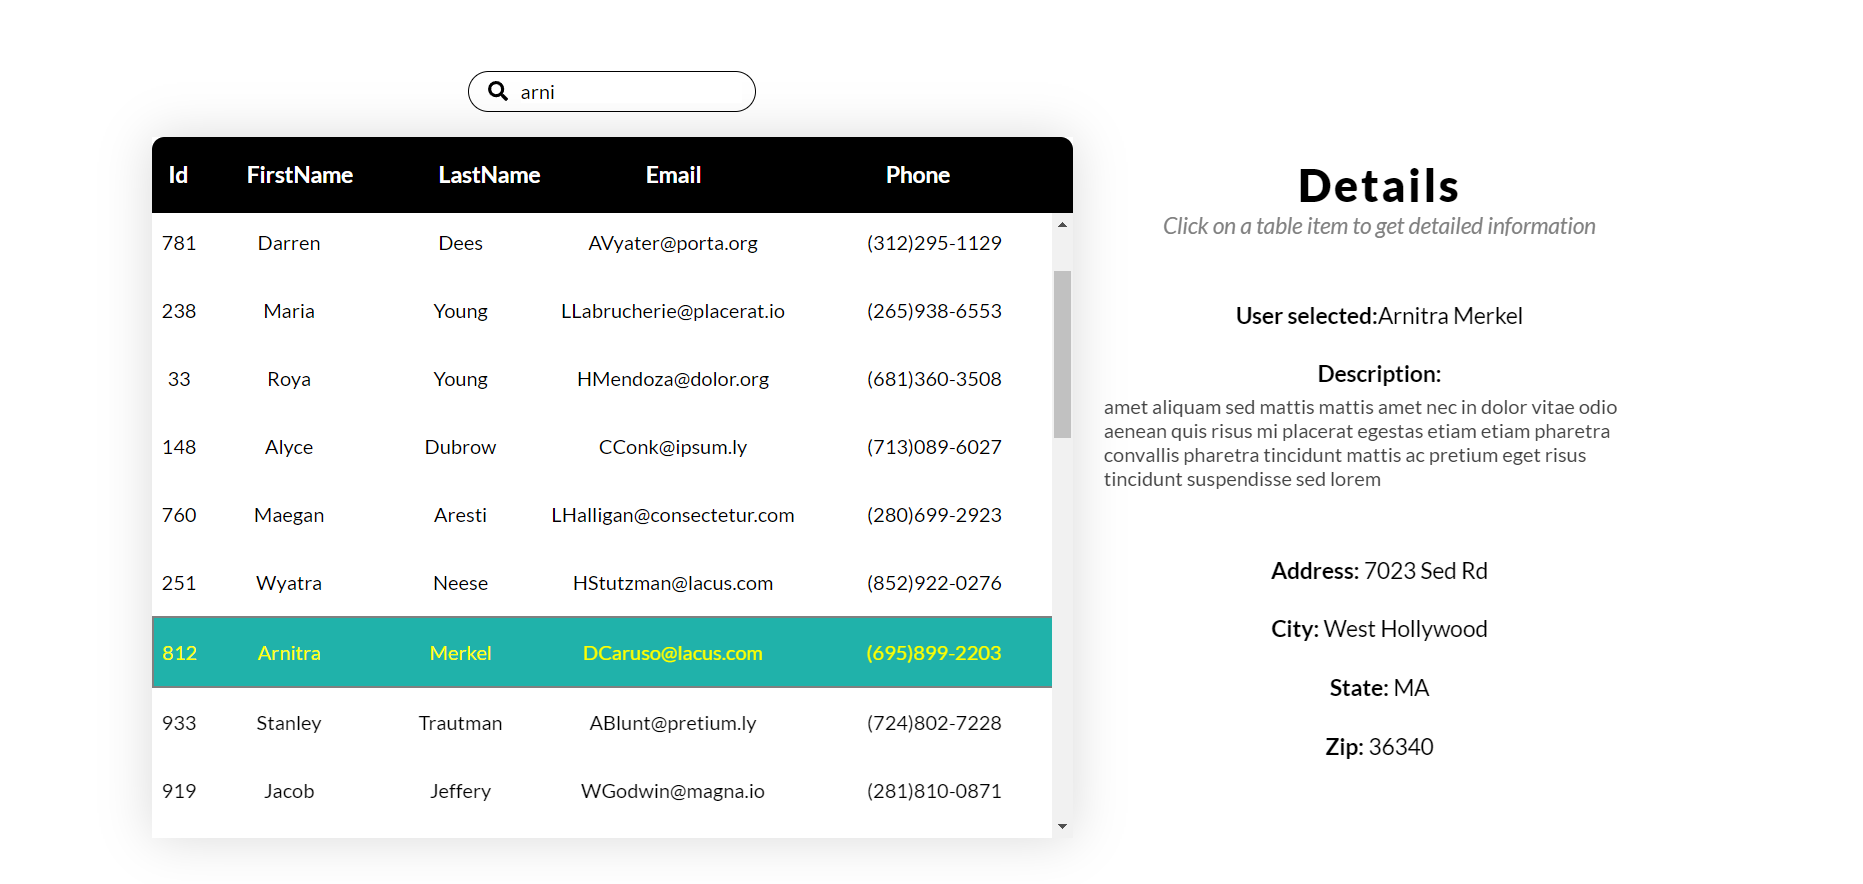 arni
Id FirstName LastName Email Phone
781 Darren Dees AVyater@porta.org (312)295-1129
238 Maria Young LLabrucherie@placerat.io (265)938-6553
33 Roya Young HMendoza@dolor.org (681)360-3508
148 Alyce Dubrow CConk@ipsum.ly (713)089-6027
760 Maegan Aresti LHalligan@consectetur.com (280)699-2923
251 Wyatra Neese HStutzman@lacus.com (852)922-0276
812 Arnitra Merkel DCaruso@lacus.com (695)899-2203
933 Stanley Trautman ABlunt@pretium.ly (724)802-7228
919 Jacob Jeffery WGodwin@magna.io (281)810-0871
Details
Click on a table item to get detailed information
User selected:Arnitra Merkel
Description:
amet aliquam sed mattis mattis amet nec in dolor vitae odio
aenean quis risus mi placerat egestas etiam etiam pharetra
convallis pharetra tincidunt mattis ac pretium eget risus
tincidunt suspendisse sed lorem
Address: 7023 Sed Rd
City: West Hollywood
State: MA
Zip: 36340